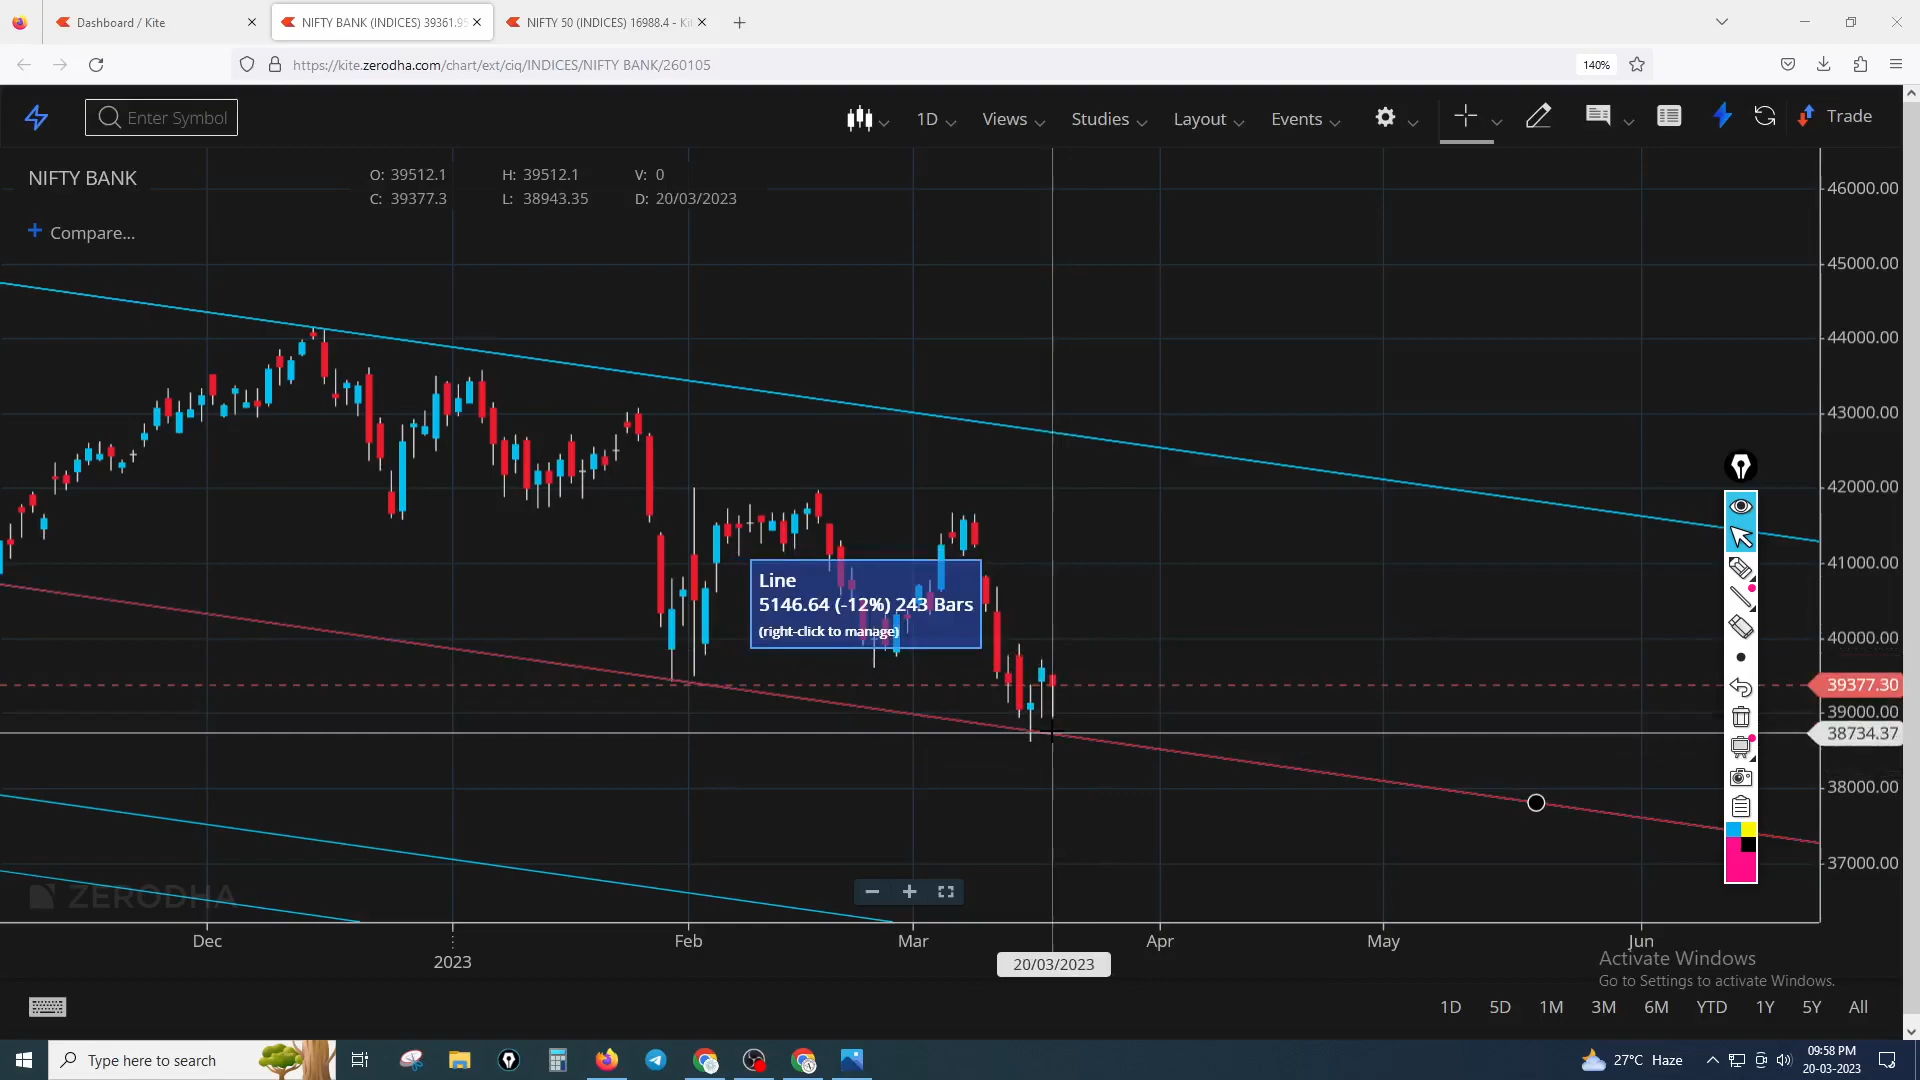 Dashboard / Kite
NIFTY BANK (INDICES) 39361.95
NIFTY 50 (INDICES) 16988.4 - Ki
https://kite.zerodha.com/chart/ext/ciq/INDICES/NIFTY BANK/260105
140%
Enter Symbol
1D
Views
Studies
Layout
Events
Trade
NIFTY BANK
O: 39512.1
H: 39512.1
V: 0
C: 39377.3
L: 38943.35
D: 20/03/2023
+ Compare...
46000.00
45000.00
44000.00
43000.00
42000.00
41000.00
40000.00
39377.30
39000.00
38734.37
38000.00
37000.00
Line
5146.64 (-12%) 243 Bars
(right-click to manage)
ZERODHA
Dec
2023
Feb
Mar
Apr
May
Jun
20/03/2023
Activate Windows
Go to Settings to activate Windows.
1D
5D
1M
3M
6M
YTD
1Y
5Y
All
Type here to search
27°C Haze
09:58 PM
20-03-2023